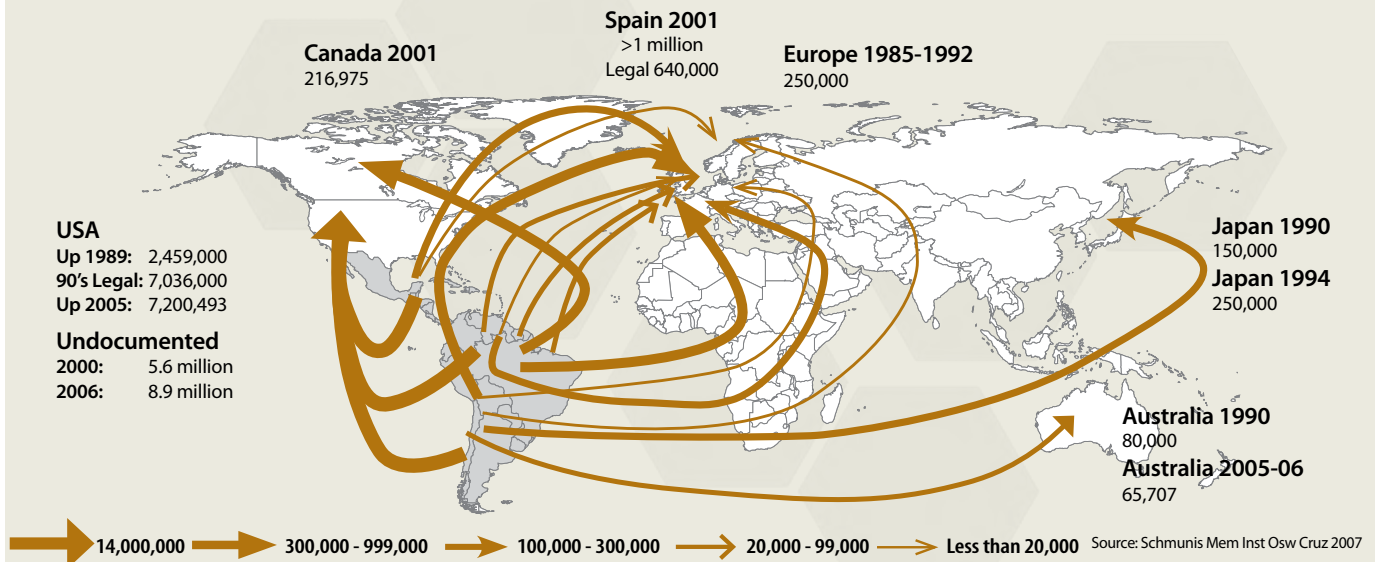 Spain 2001
>1 million
Legal 640,000
Canada 2001
216,975
Europe 1985-1992
250,000
USA
Up 1989: 2,459,000
90's Legal: 7,036,000
Up 2005: 7,200,493
Undocumented
2000: 5.6 million
2006: 8.9 million
Japan 1990
150,000
Japan 1994
250,000
Australia 1990
80,000
Australia 2005-06
65,707
14,000,000 300,000 - 999,000 100,000 - 300,000 20,000 - 99,000 Less than 20,000 Source: Schmunis Mem Inst Osw Cruz 2007